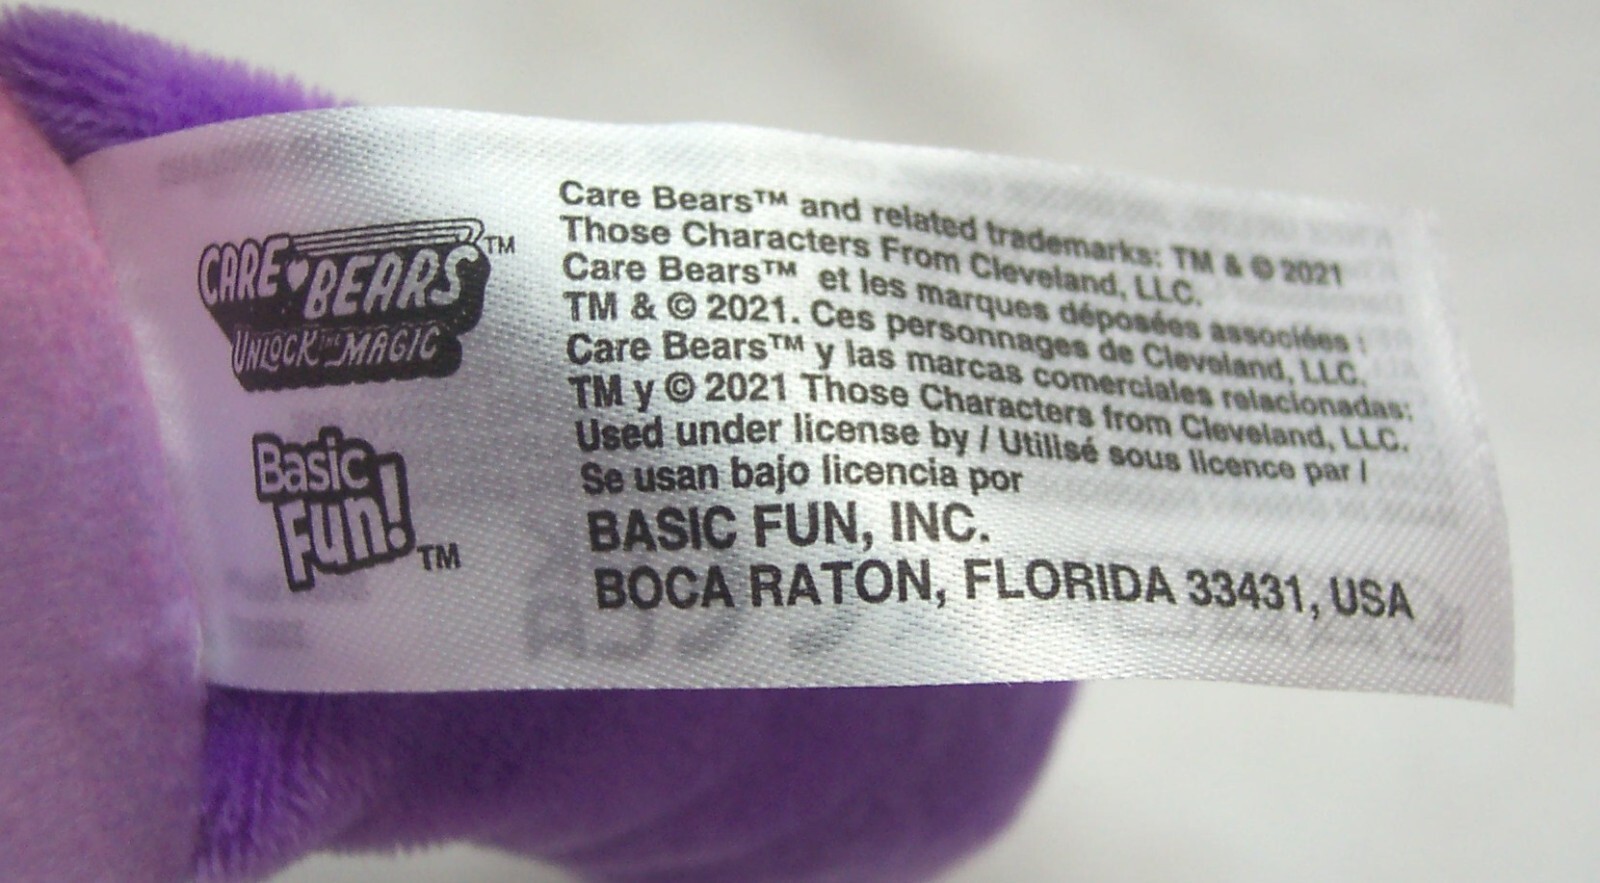 CARE BEARS™
UNLOCK THE MAGIC
Basic
Fun!™
Care Bears™ and related trademarks: TM & © 2021
Those Characters From Cleveland, LLC.
Care Bears™ et les marques déposées associées :
TM & © 2021. Ces personnages de Cleveland, LLC.
Care Bears™ y las marcas comerciales relacionadas:
TM y © 2021 Those Characters from Cleveland, LLC.
Used under license by / Utilisé sous licence par /
Se usan bajo licencia por
BASIC FUN, INC.
BOCA RATON, FLORIDA 33431, USA